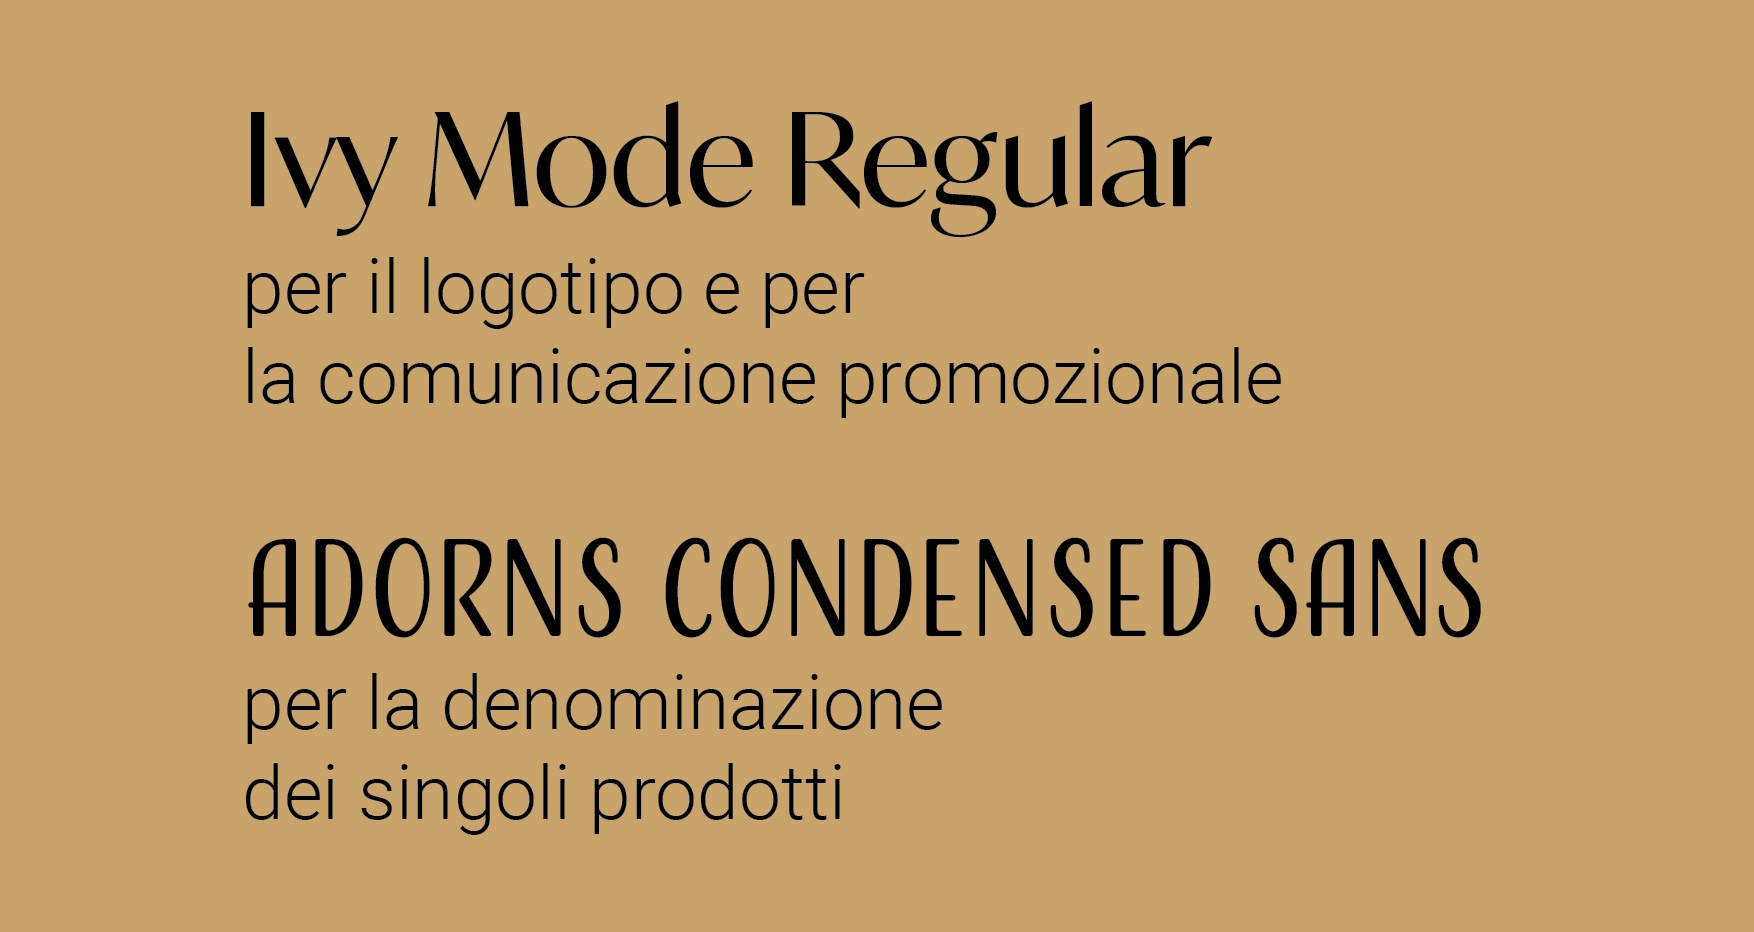 Ivy Mode Regular
per il logotipo e per
la comunicazione promozionale
ADORNS CONDENSED SANS
per la denominazione
dei singoli prodotti